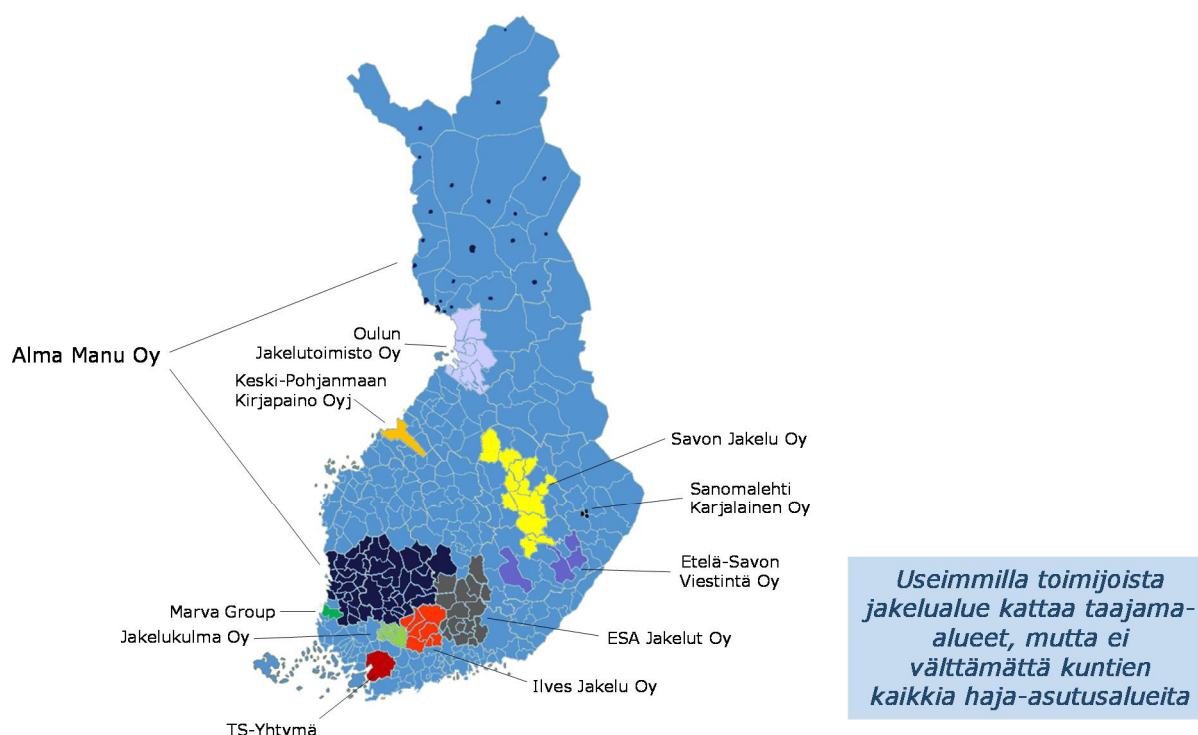 Oulun
Jakelutoimisto Oy
Alma Manu Oy
Keski-Pohjanmaan
Kirjapaino Oyj
Savon Jakelu Oy
Sanomalehti
Karjalainen Oy
Etelä-Savon
Viestintä Oy
Marva Group
Jakelukulma Oy
ESA Jakelut Oy
Ilves Jakelu Oy
TS-Yhtymä
Useimmilla toimijoista
jakelualue kattaa taajama-
alueet, mutta ei
välttämättä kuntien
kaikkia haja-asutusalueita